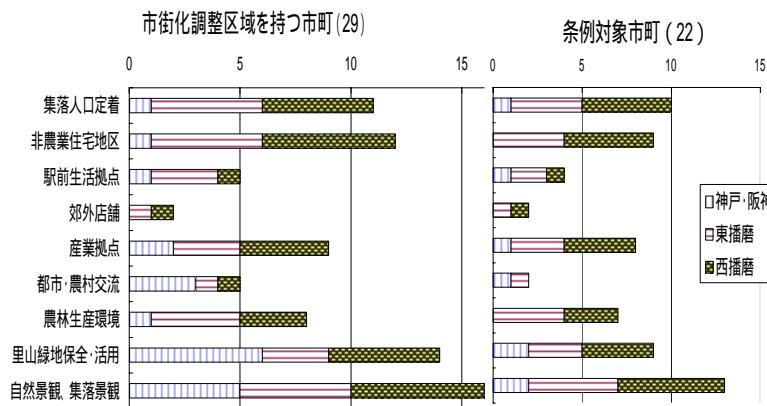 市街化調整区域を持つ市町(29)
条例対象市町(22)
0 5 10 15
0 5 10 15
集落人口定着
非農業住宅地区
駅前生活拠点
郊外店舗
産業拠点
都市・農村交流
農林生産環境
里山緑地保全・活用
自然景観、集落景観
神戸・阪神
東播磨
西播磨